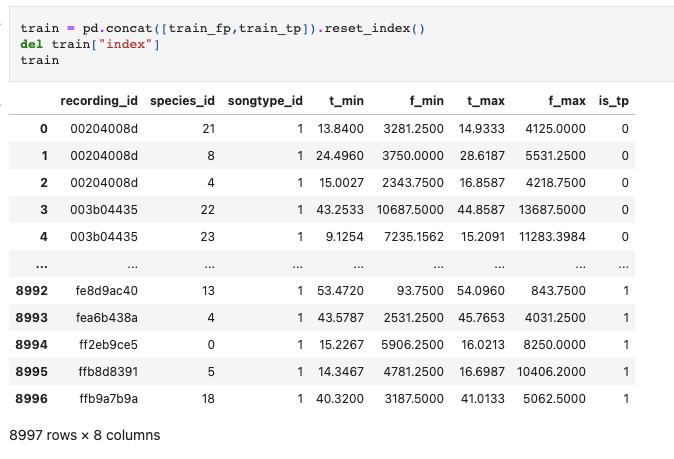 train = pd.concat([train_fp,train_tp]).reset_index()
del train["index"]
train
recording_id species_id songtype_id t_min f_min t_max f_max is_tp
0 00204008d 21 1 13.8400 3281.2500 14.9333 4125.0000 0
1 00204008d 8 1 24.4960 3750.0000 28.6187 5531.2500 0
2 00204008d 4 1 15.0027 2343.7500 16.8587 4218.7500 0
3 003b04435 22 1 43.2533 10687.5000 44.8587 13687.5000 0
4 003b04435 23 1 9.1254 7235.1562 15.2091 11283.3984 0
... ... ... ... ... ... ... ... ...
8992 fe8d9ac40 13 1 53.4720 93.7500 54.0960 843.7500 1
8993 fea6b438a 4 1 43.5787 2531.2500 45.7653 4031.2500 1
8994 ff2eb9ce5 0 1 15.2267 5906.2500 16.0213 8250.0000 1
8995 ffb8d8391 5 1 14.3467 4781.2500 16.6987 10406.2000 1
8996 ffb9a7b9a 18 1 40.3200 3187.5000 41.0133 5062.5000 1
8997 rows × 8 columns